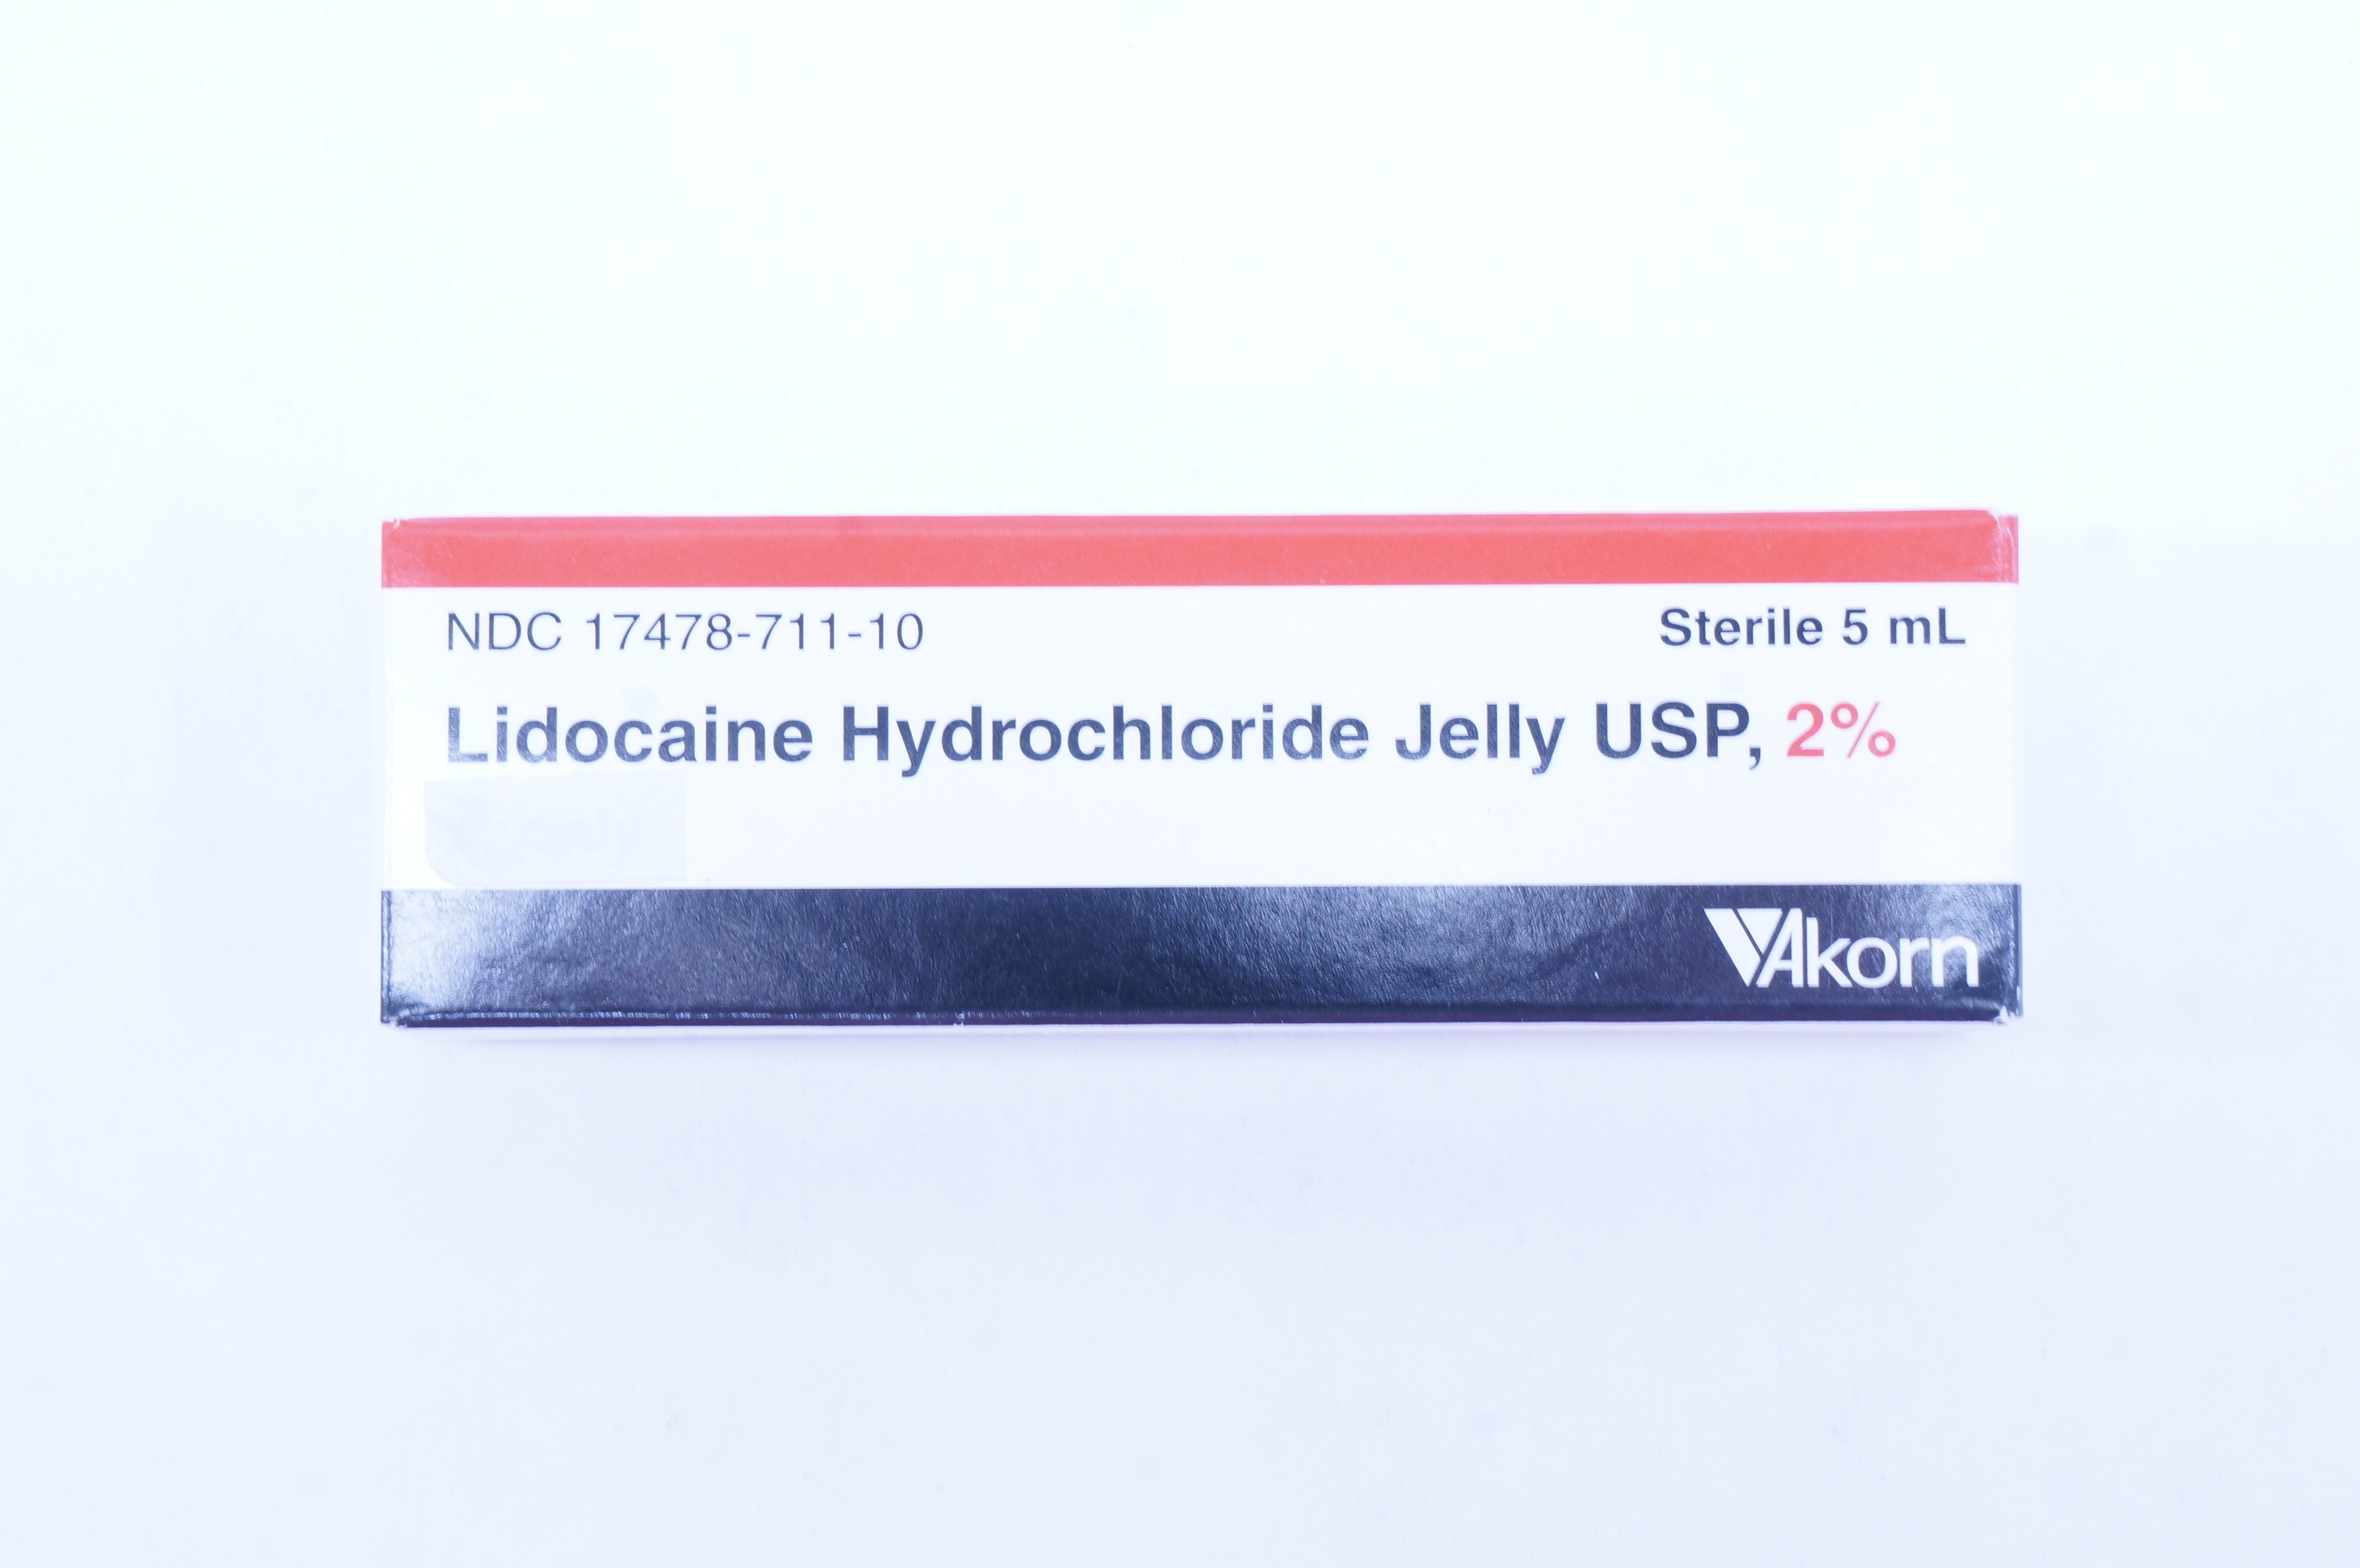 NDC 17478-711-10
Sterile 5 mL
Lidocaine Hydrochloride Jelly USP, 2%
Akorn